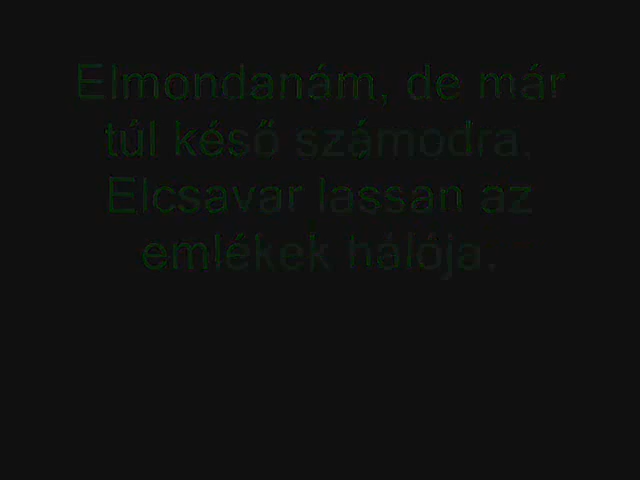 Elmondanám, de már
túl késő számodra.
Elcsavar lassan az
emlékek hálója.